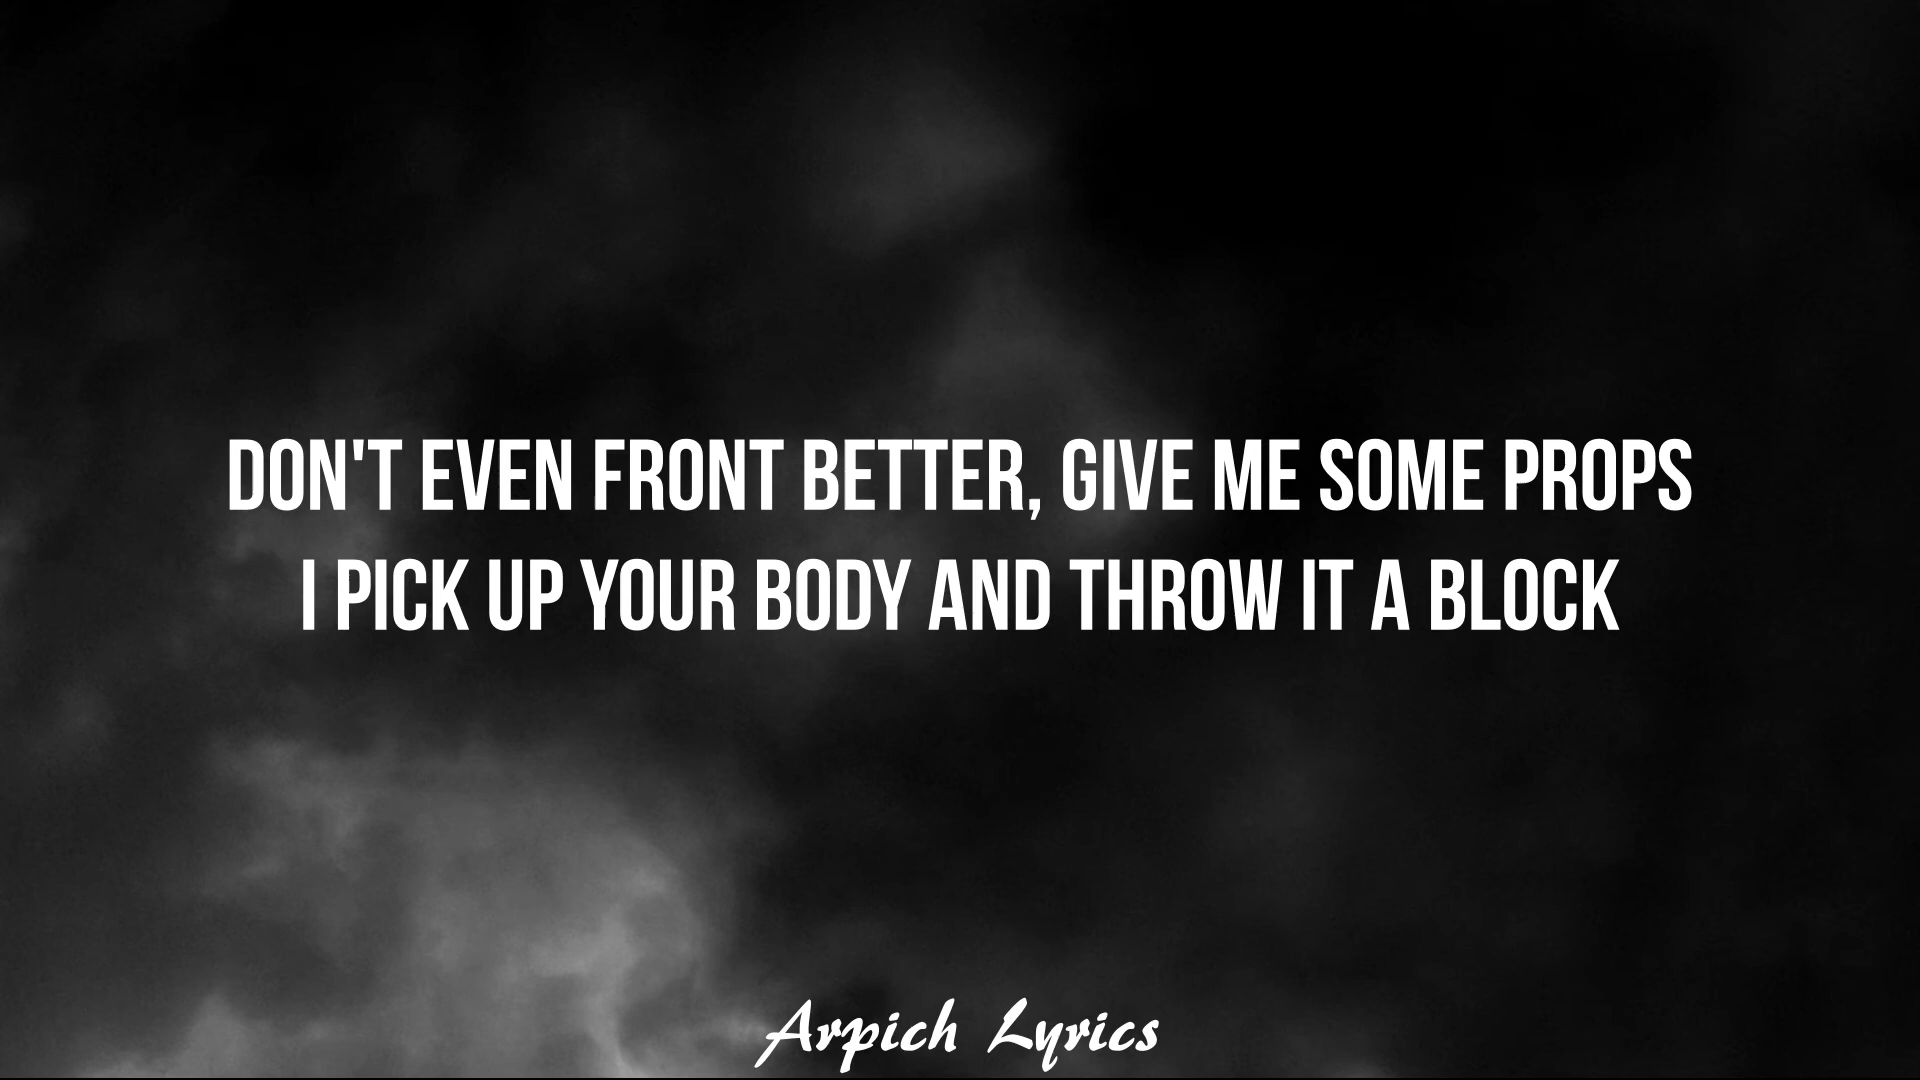 DON'T EVEN FRONT BETTER, GIVE ME SOME PROPS
I PICK UP YOUR BODY AND THROW IT A BLOCK
Arpich Lyrics